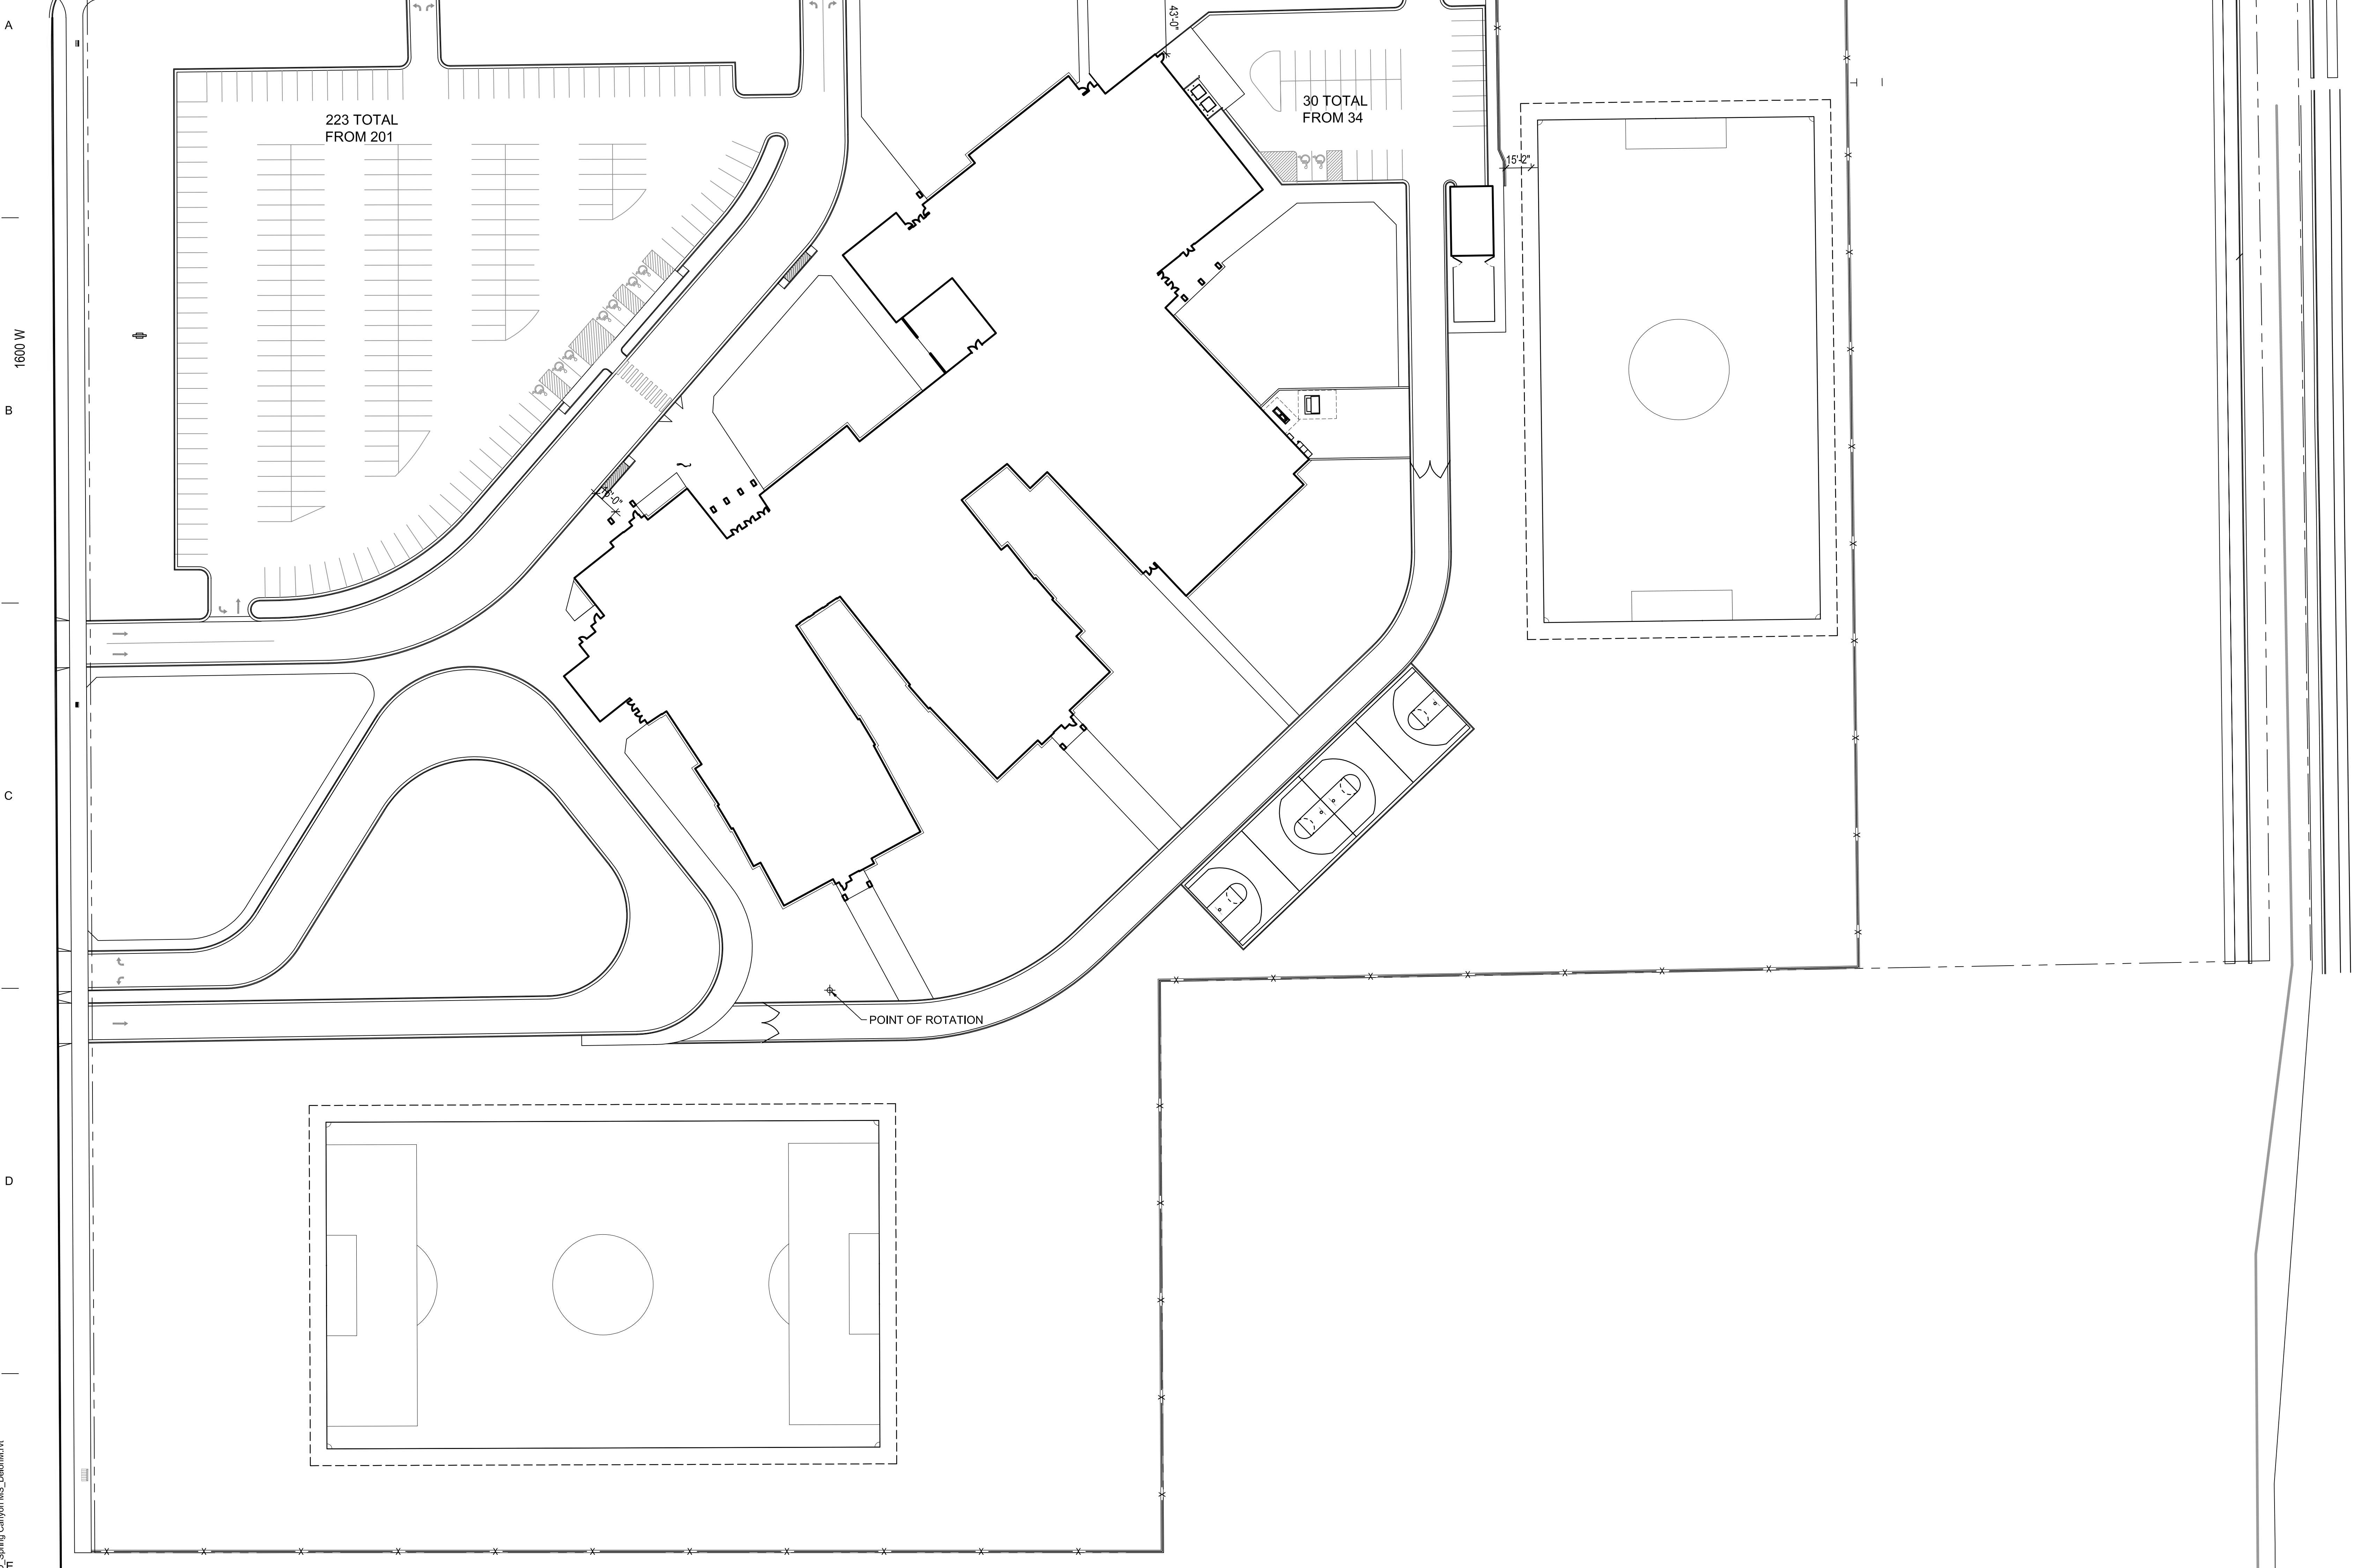 A
43'-0"
30 TOTAL
FROM 34
223 TOTAL
FROM 201
15'-2"
1600 W
B
C
POINT OF ROTATION
D
E